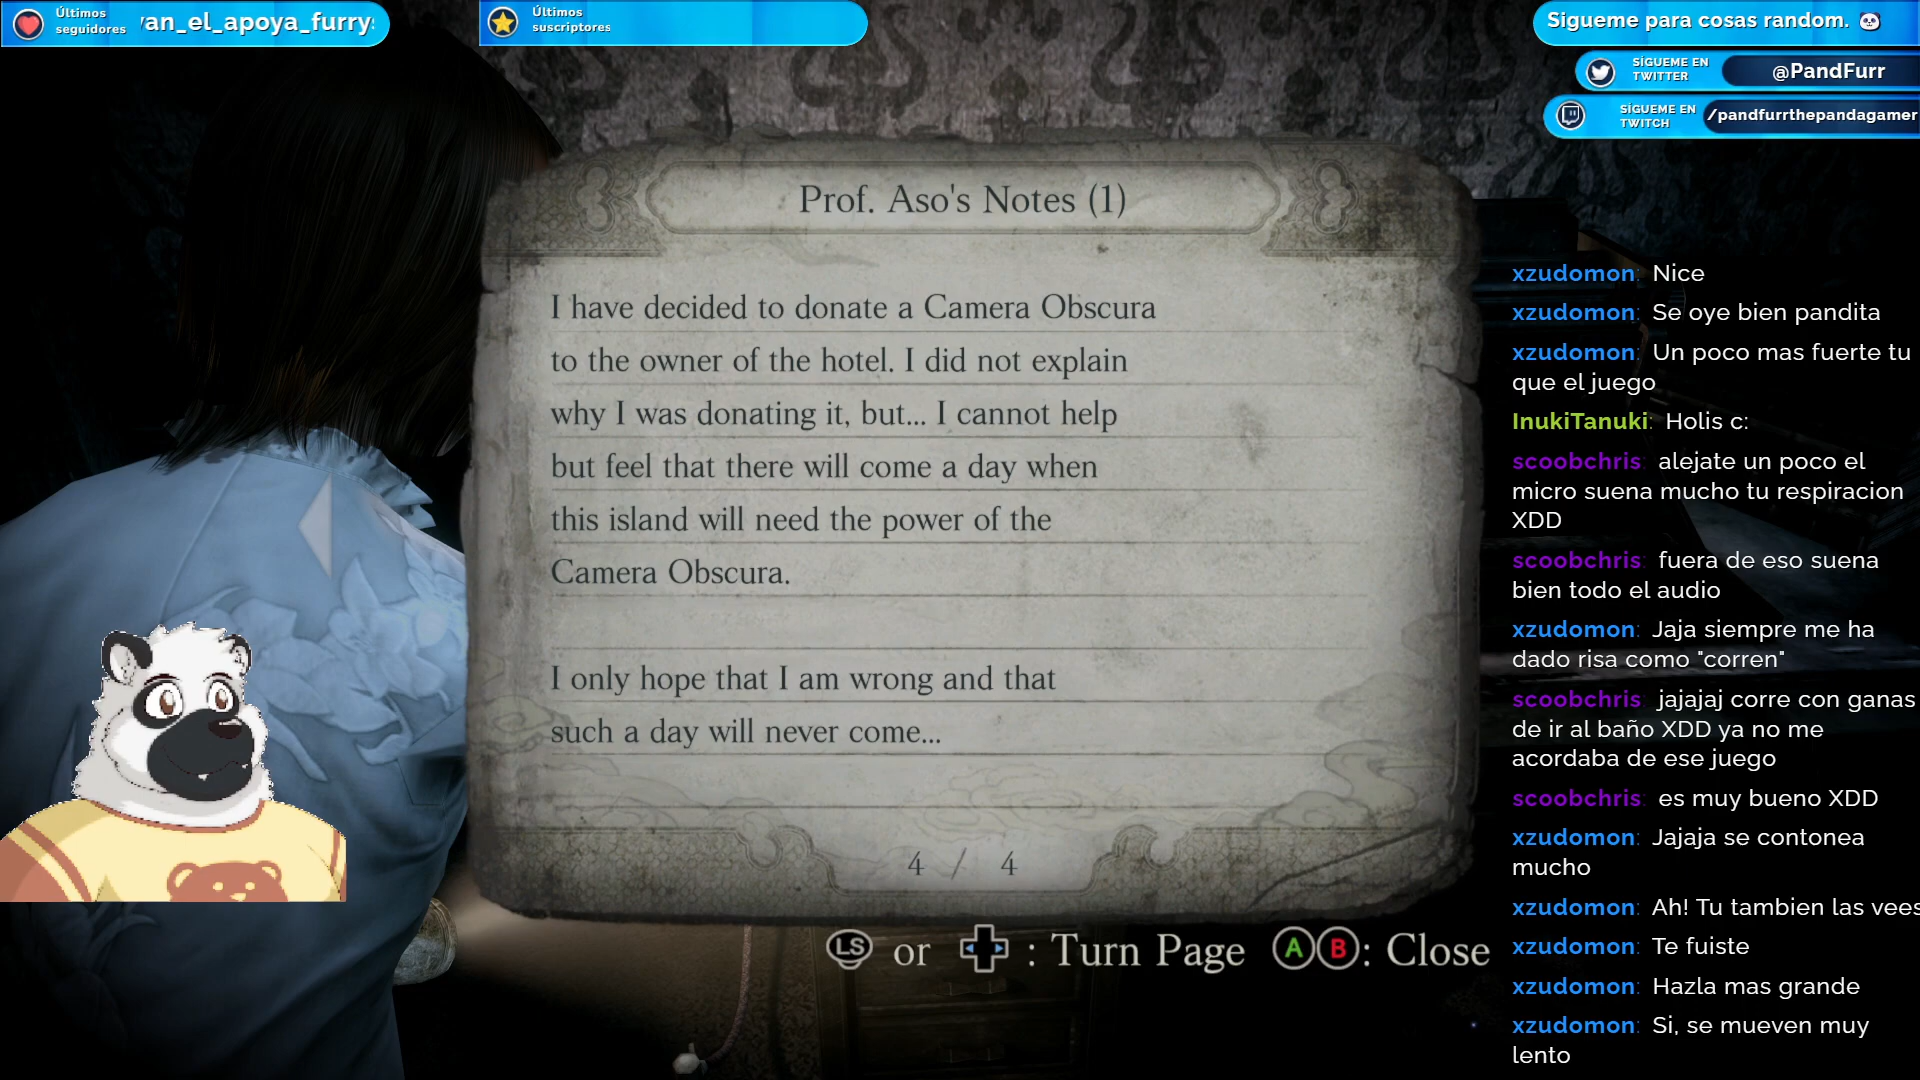 Últimos
seguidores
an_el_apoya_furry
Últimos
suscriptores
Sigueme para cosas random. 🐼
SÍGUEME EN
TWITTER
@PandFurr
SÍGUEME EN
TWITCH
/pandfurrthepandagamer
Prof. Aso's Notes (1)
I have decided to donate a Camera Obscura
to the owner of the hotel. I did not explain
why I was donating it, but... I cannot help
but feel that there will come a day when
this island will need the power of the
Camera Obscura.
I only hope that I am wrong and that
such a day will never come...
4 / 4
LS or : Turn Page A B : Close
xzudomon: Nice
xzudomon: Se oye bien pandita
xzudomon: Un poco mas fuerte tu
que el juego
InukiTanuki: Holis c:
scoobchris: alejate un poco el
micro suena mucho tu respiracion
XDD
scoobchris: fuera de eso suena
bien todo el audio
xzudomon: Jaja siempre me ha
dado risa como "corren"
scoobchris: jajajaj corre con ganas
de ir al baño XDD ya no me
acordaba de ese juego
scoobchris: es muy bueno XDD
xzudomon: Jajaja se contonea
mucho
xzudomon: Ah! Tu tambien las vees
xzudomon: Te fuiste
xzudomon: Hazla mas grande
xzudomon: Si, se mueven muy
lento